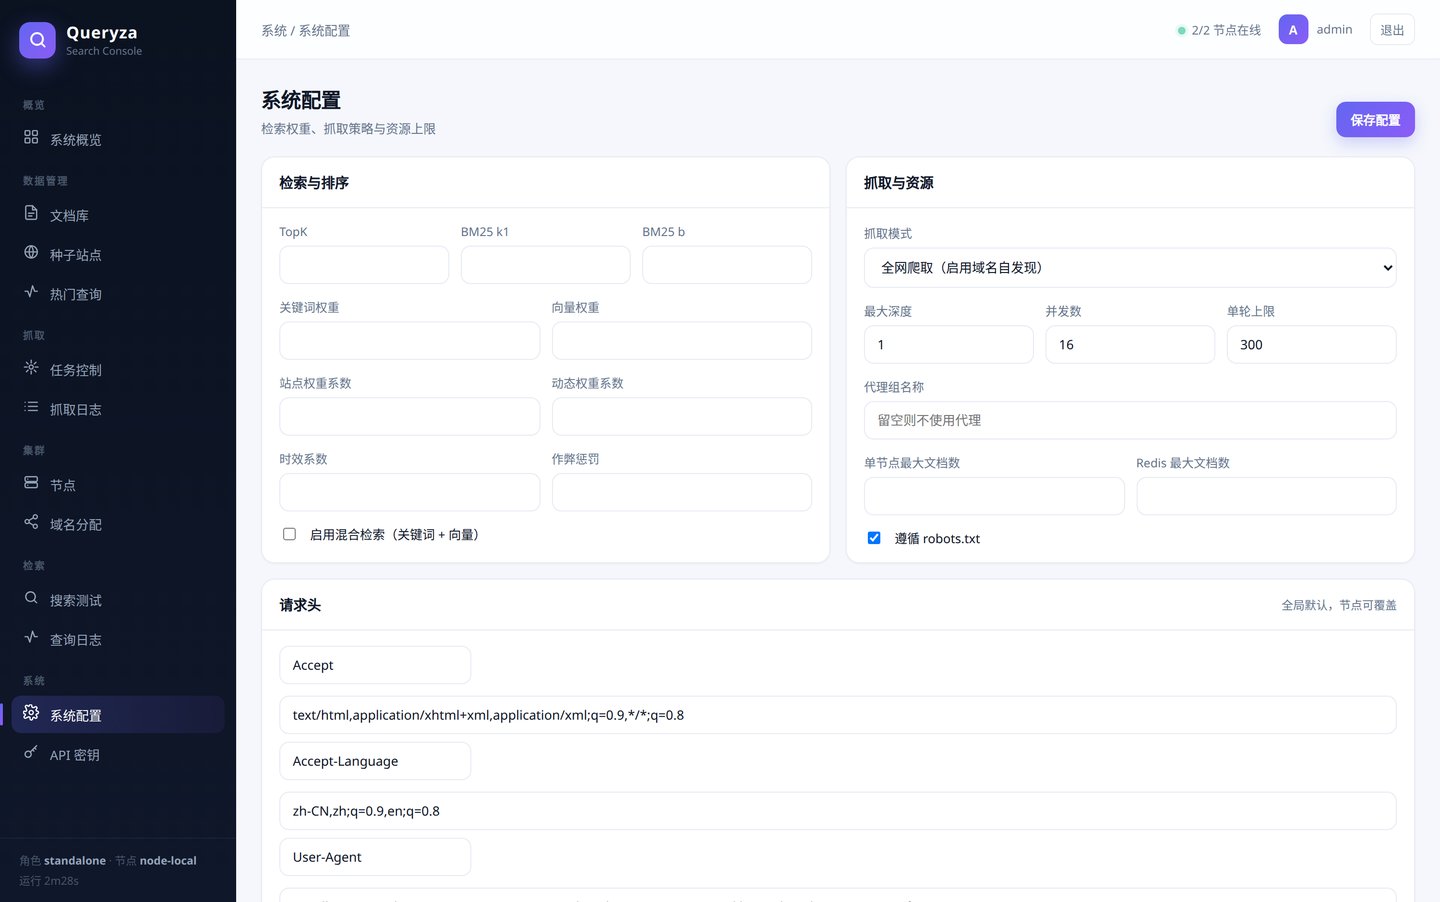 Queryza
Search Console
概览
系统概览
数据管理
文档库
种子站点
热门查询
抓取
任务控制
抓取日志
集群
节点
域名分配
检索
搜索测试
查询日志
系统
系统配置
API 密钥
角色 standalone · 节点 node-local
运行 2m28s
系统 / 系统配置
2/2 节点在线
A
admin
退出
系统配置
检索权重、抓取策略与资源上限
保存配置
检索与排序
TopK
BM25 k1
BM25 b
关键词权重
向量权重
站点权重系数
动态权重系数
时效系数
作弊惩罚
启用混合检索（关键词 + 向量）
抓取与资源
抓取模式
全网爬取（启用域名自发现）
最大深度
并发数
单轮上限
1
16
300
代理组名称
留空则不使用代理
单节点最大文档数
Redis 最大文档数
遵循 robots.txt
请求头
全局默认，节点可覆盖
Accept
text/html,application/xhtml+xml,application/xml;q=0.9,*/*;q=0.8
Accept-Language
zh-CN,zh;q=0.9,en;q=0.8
User-Agent